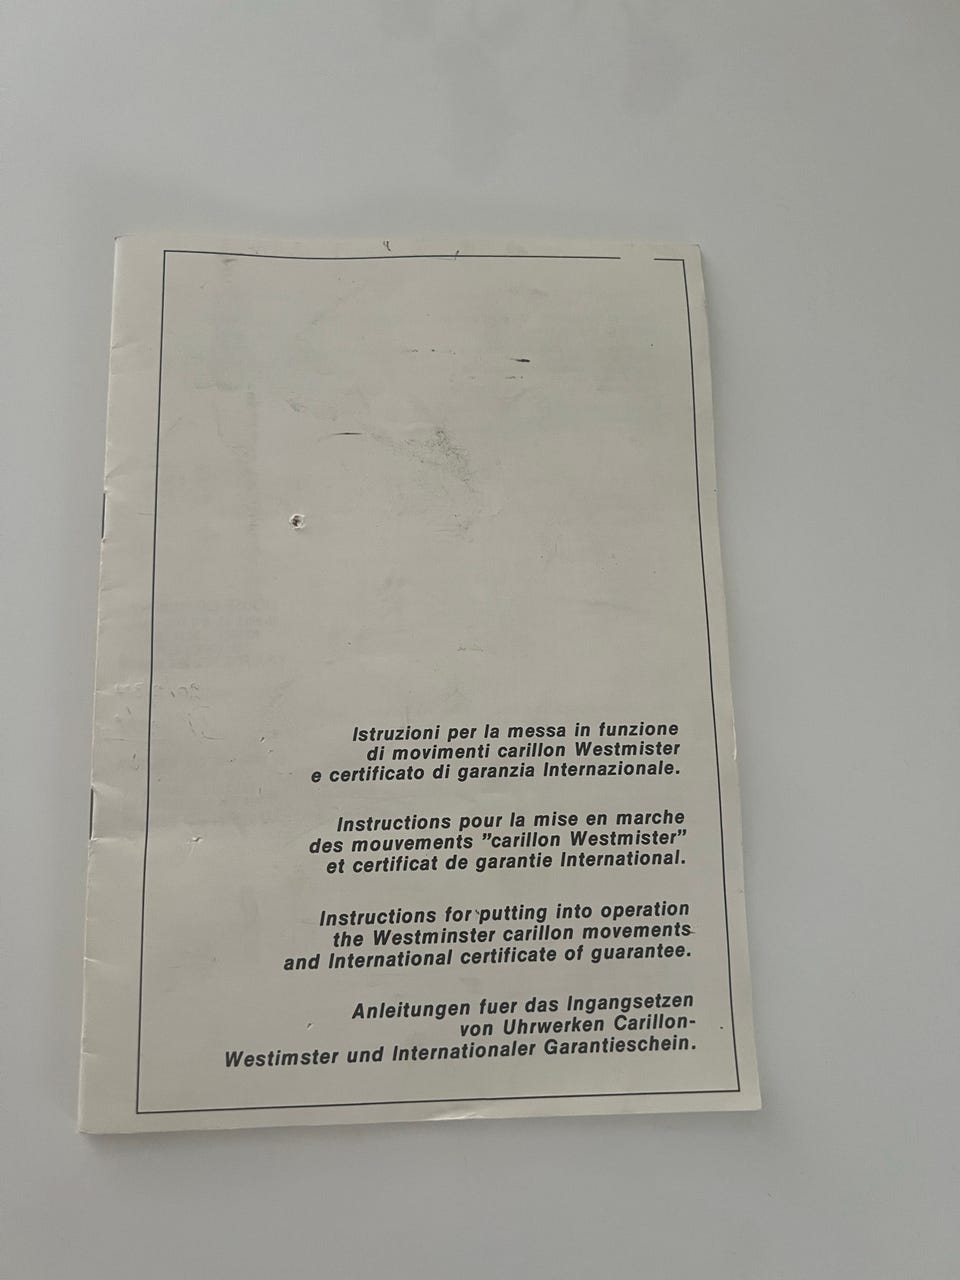 Istruzioni per la messa in funzione
di movimenti carillon Westmister
e certificato di garanzia Internazionale.
Instructions pour la mise en marche
des mouvements ”carillon Westmister”
et certificat de garantie International.
Instructions for putting into operation
the Westminster carillon movements
and International certificate of guarantee.
Anleitungen fuer das Ingangsetzen
von Uhrwerken Carillon-
Westimster und Internationaler Garantieschein.